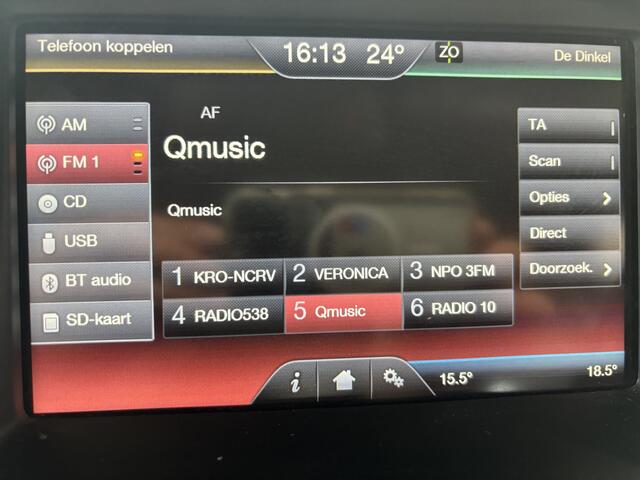 Telefoon koppelen
16:13 24°
ZO
De Dinkel
AM
FM 1
CD
USB
BT audio
SD-kaart
AF
Qmusic
Qmusic
1 KRO-NCRV
2 VERONICA
3 NPO 3FM
4 RADIO538
5 Qmusic
6 RADIO 10
TA
Scan
Opties
Direct
Doorzoek.
i
15.5°
18.5°